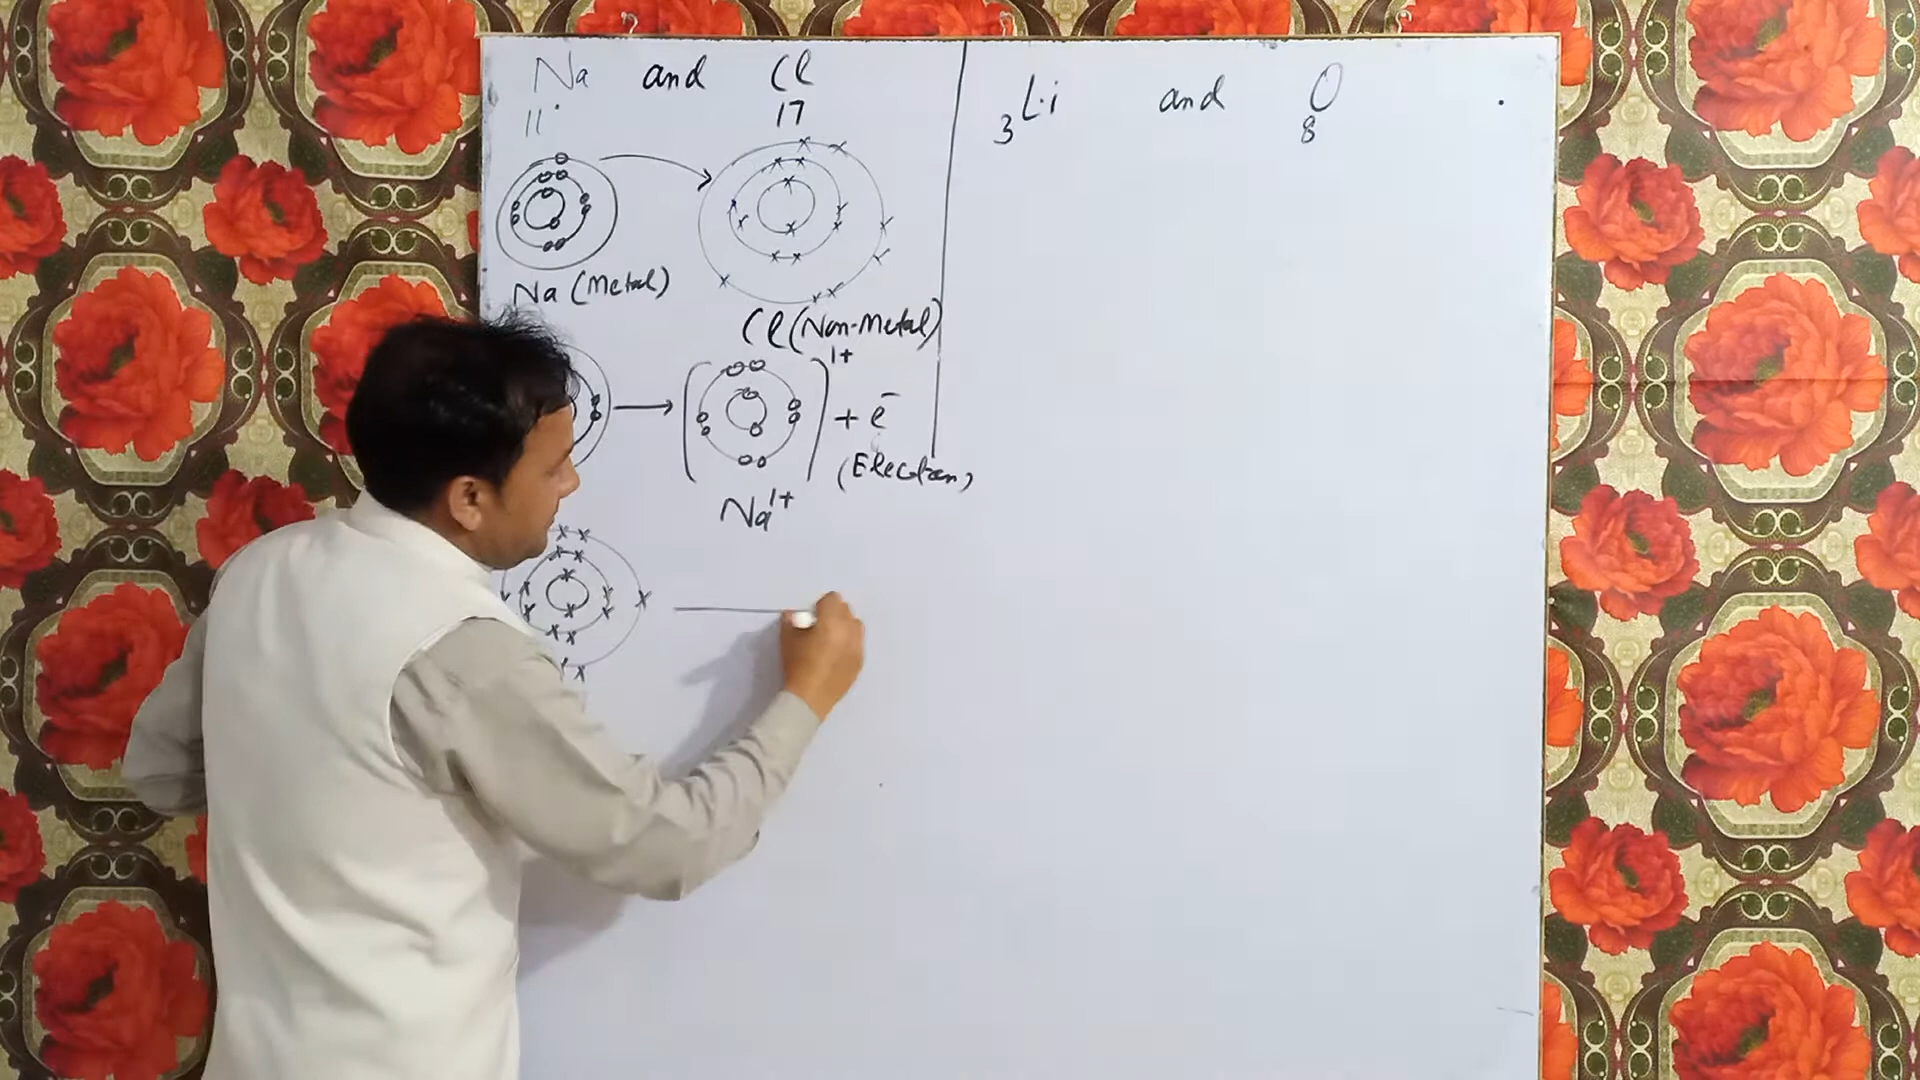 Na and Cl
11 17
Na (Metal)
Cl (Non-Metal)
1+
+ e⁻
(Electron)
Na¹⁺
₃Li and O
8